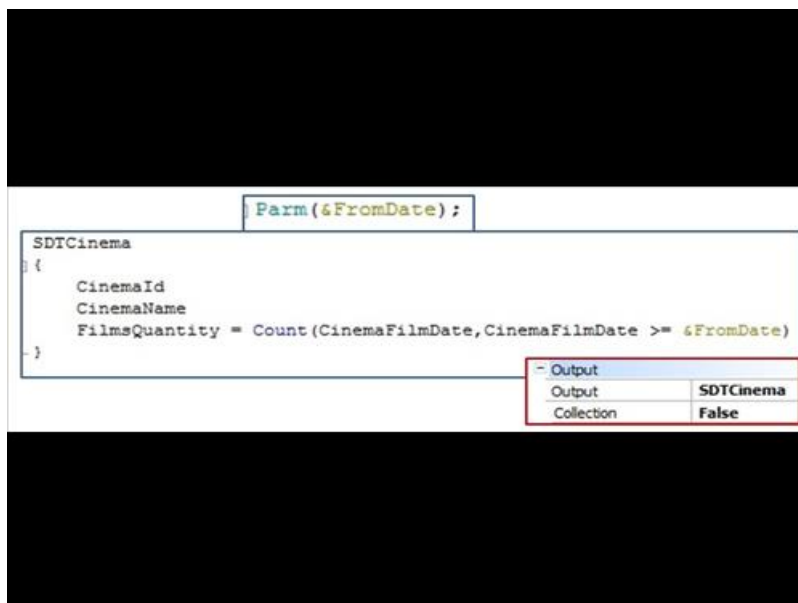 Parm(&FromDate);
SDTCinema
{
CinemaId
CinemaName
FilmsQuantity = Count(CinemaFilmDate,CinemaFilmDate >= &FromDate)
}
Output
Output SDTCinema
Collection False